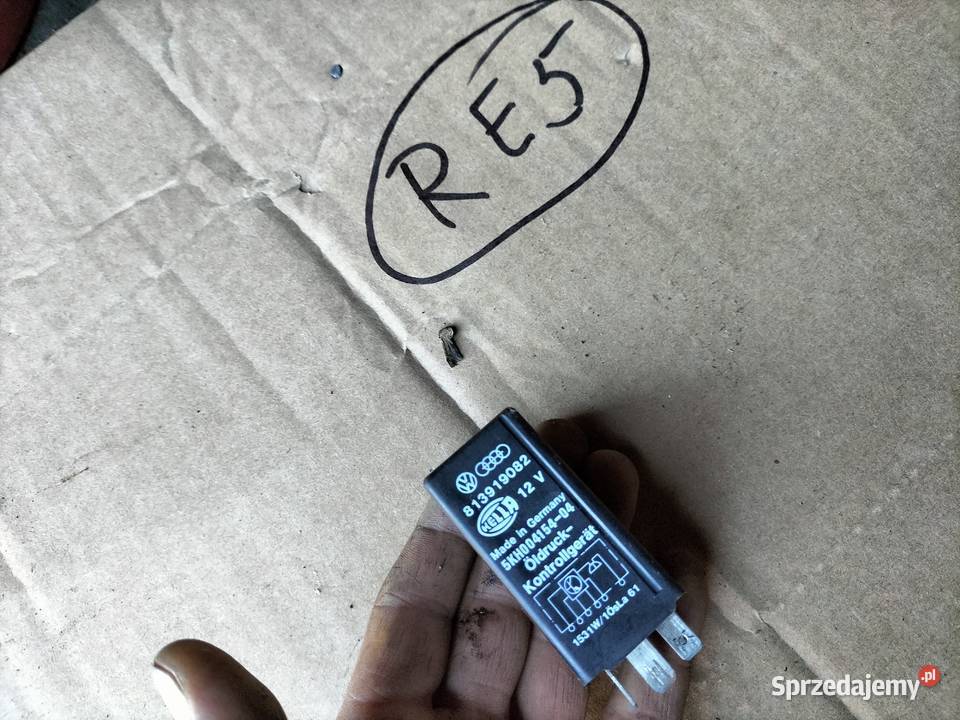 RE5
813919082
HELLA 12 V
Made in Germany
5KH004154-04
Öldruck-
Kontrollgerät
1531W/1ÖsLa 61
Sprzedajemy.pl